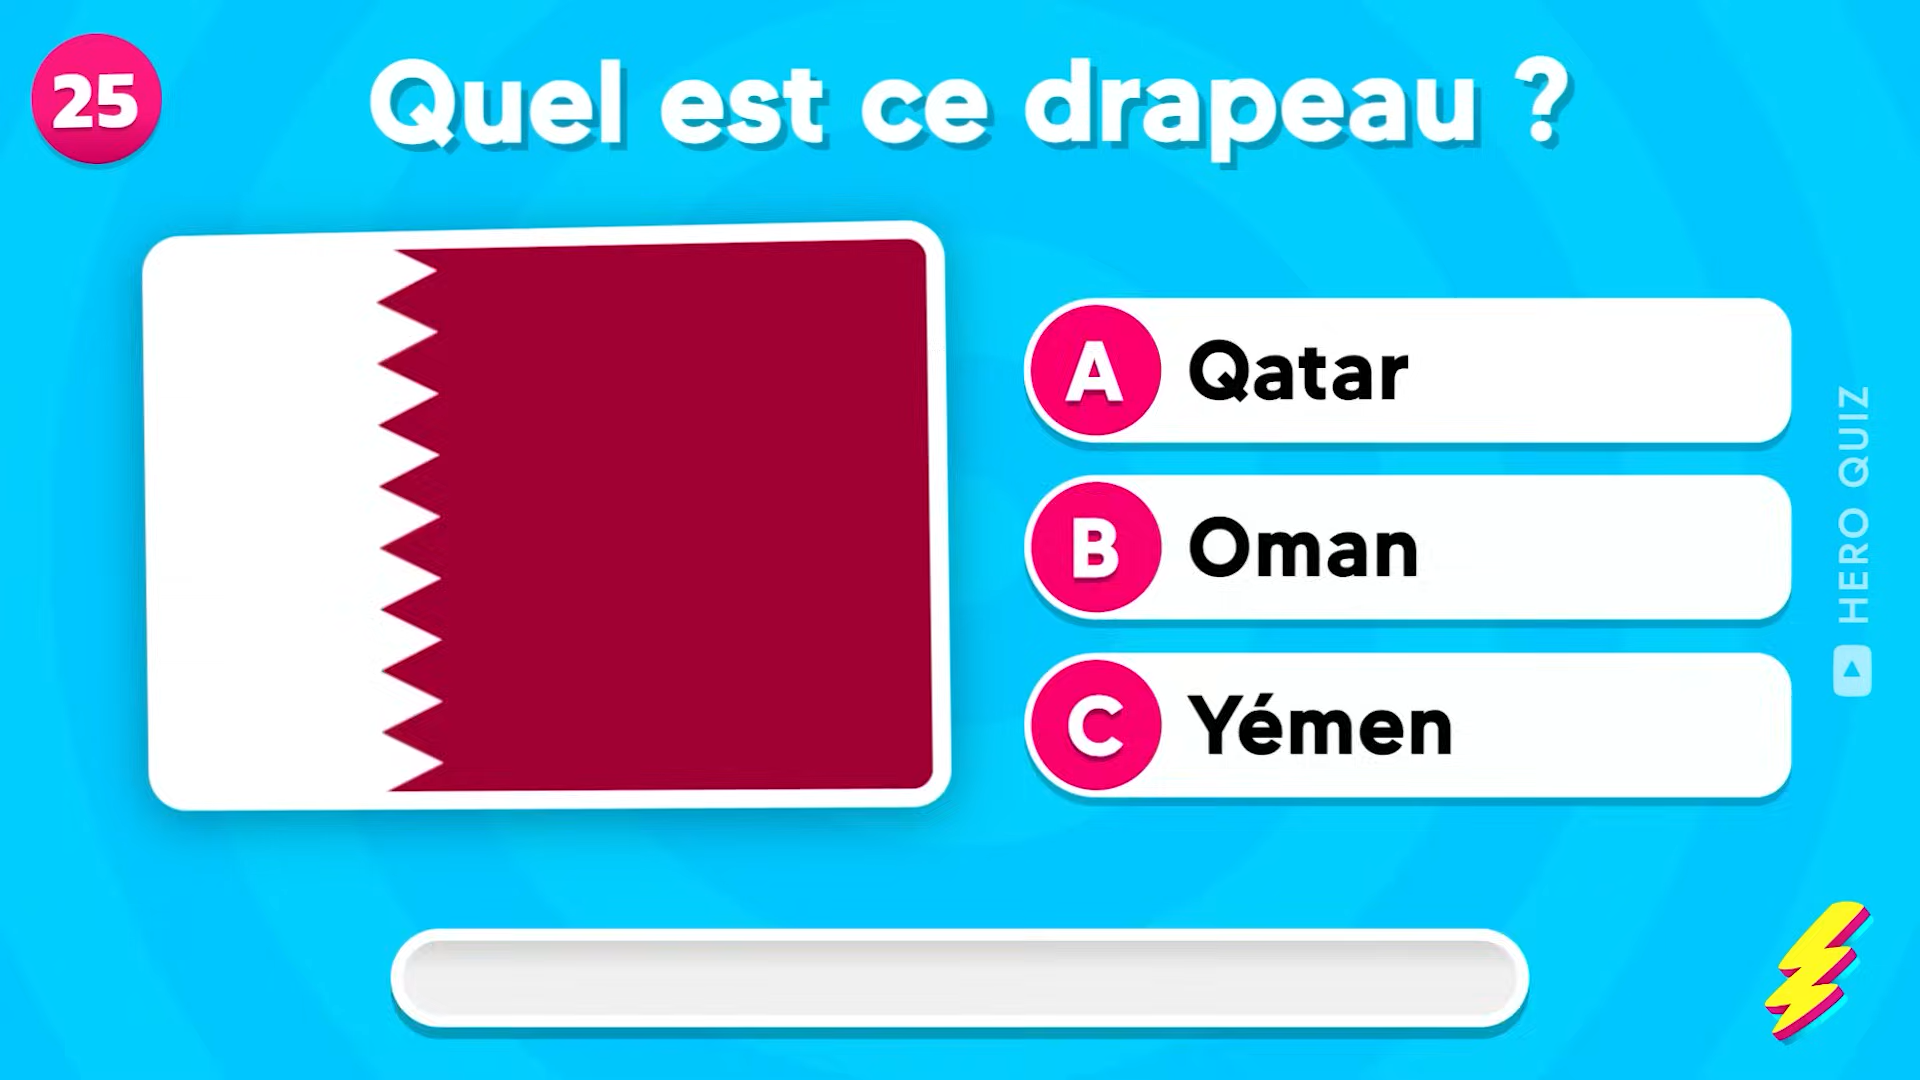 25
Quel est ce drapeau ?
A Qatar
B Oman
C Yémen
HERO QUIZ